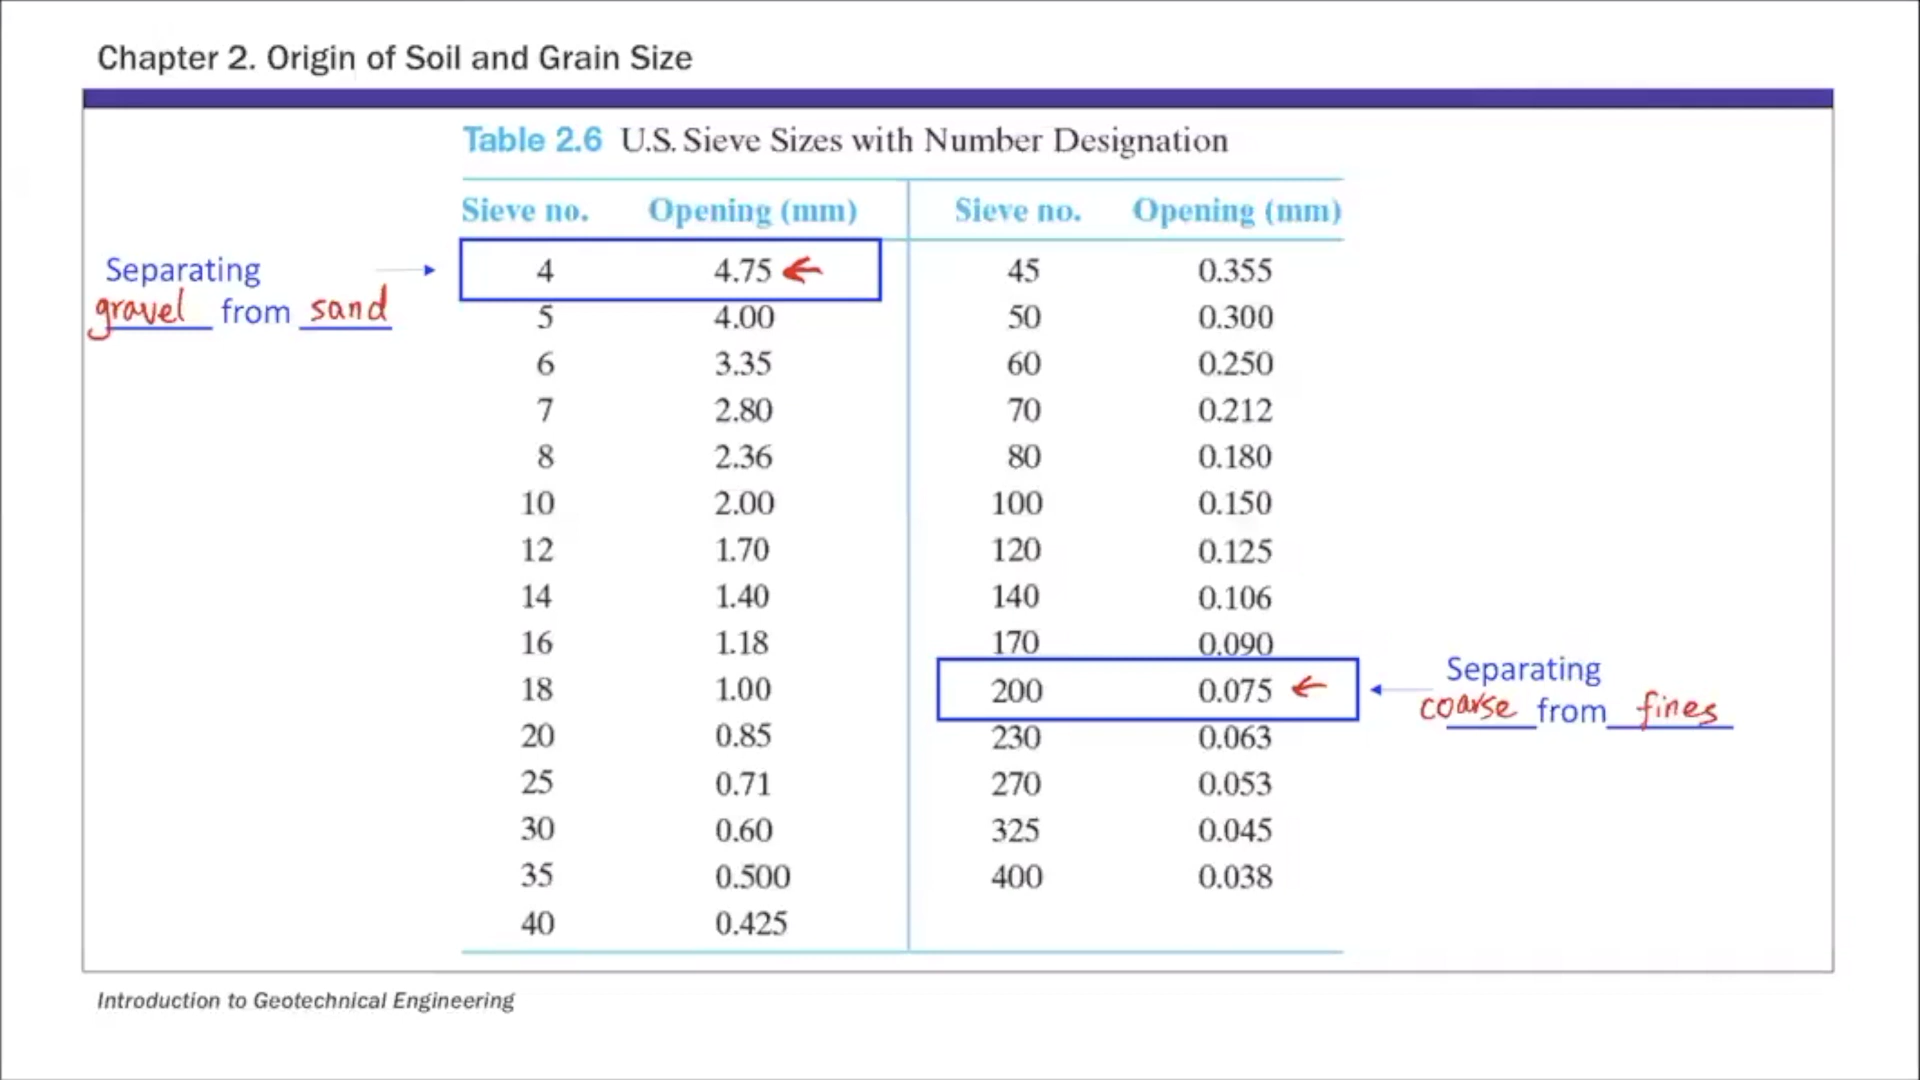 Chapter 2. Origin of Soil and Grain Size
Table 2.6 U.S. Sieve Sizes with Number Designation
Sieve no. Opening (mm) Sieve no. Opening (mm)
Separating
gravel from sand
4 4.75 45 0.355
5 4.00 50 0.300
6 3.35 60 0.250
7 2.80 70 0.212
8 2.36 80 0.180
10 2.00 100 0.150
12 1.70 120 0.125
14 1.40 140 0.106
16 1.18 170 0.090
18 1.00 200 0.075
Separating
coarse from fines
20 0.85 230 0.063
25 0.71 270 0.053
30 0.60 325 0.045
35 0.500 400 0.038
40 0.425
Introduction to Geotechnical Engineering